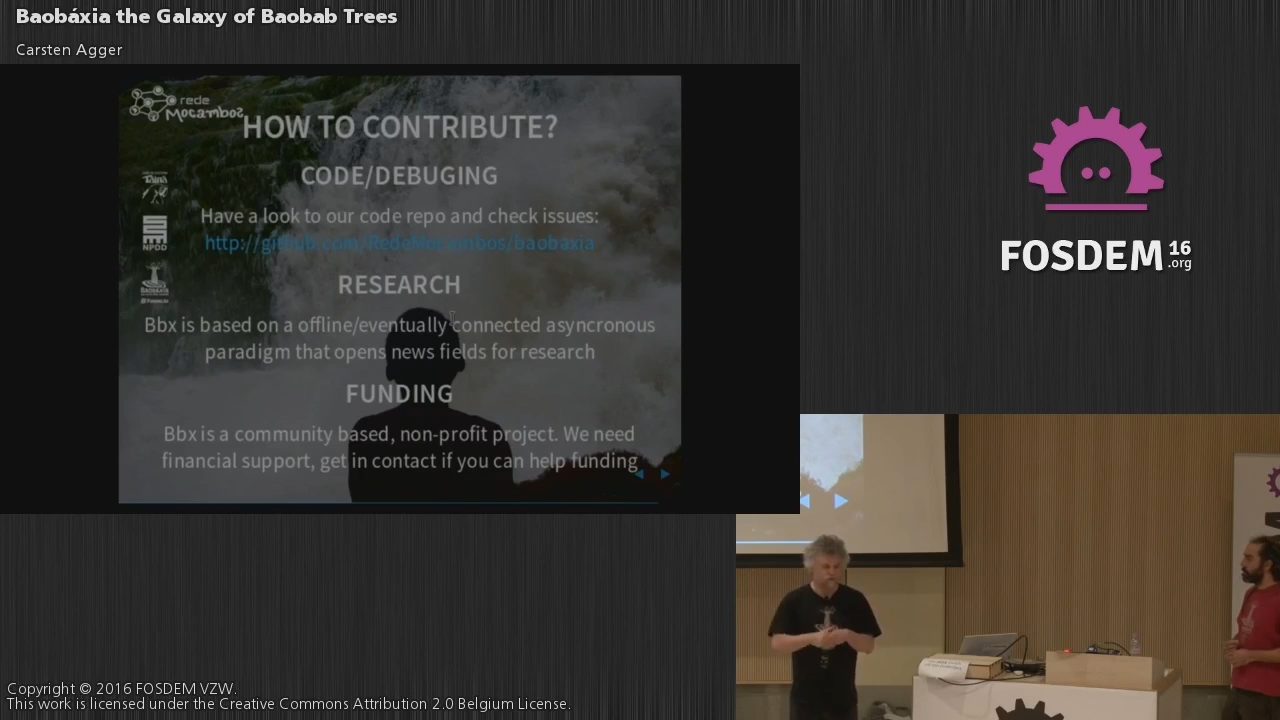 Baobáxia the Galaxy of Baobab Trees
Carsten Agger
rede
Mocambos
HOW TO CONTRIBUTE?
CODE/DEBUGING
Have a look to our code repo and check issues:
http://github.com/RedeMocambos/baobaxia
NPDD
RESEARCH
Bbx is based on a offline/eventually connected asyncronous
paradigm that opens news fields for research
FUNDING
Bbx is a community based, non-profit project. We need
financial support, get in contact if you can help funding
FOSDEM 16
.org
Copyright © 2016 FOSDEM VZW.
This work is licensed under the Creative Commons Attribution 2.0 Belgium License.